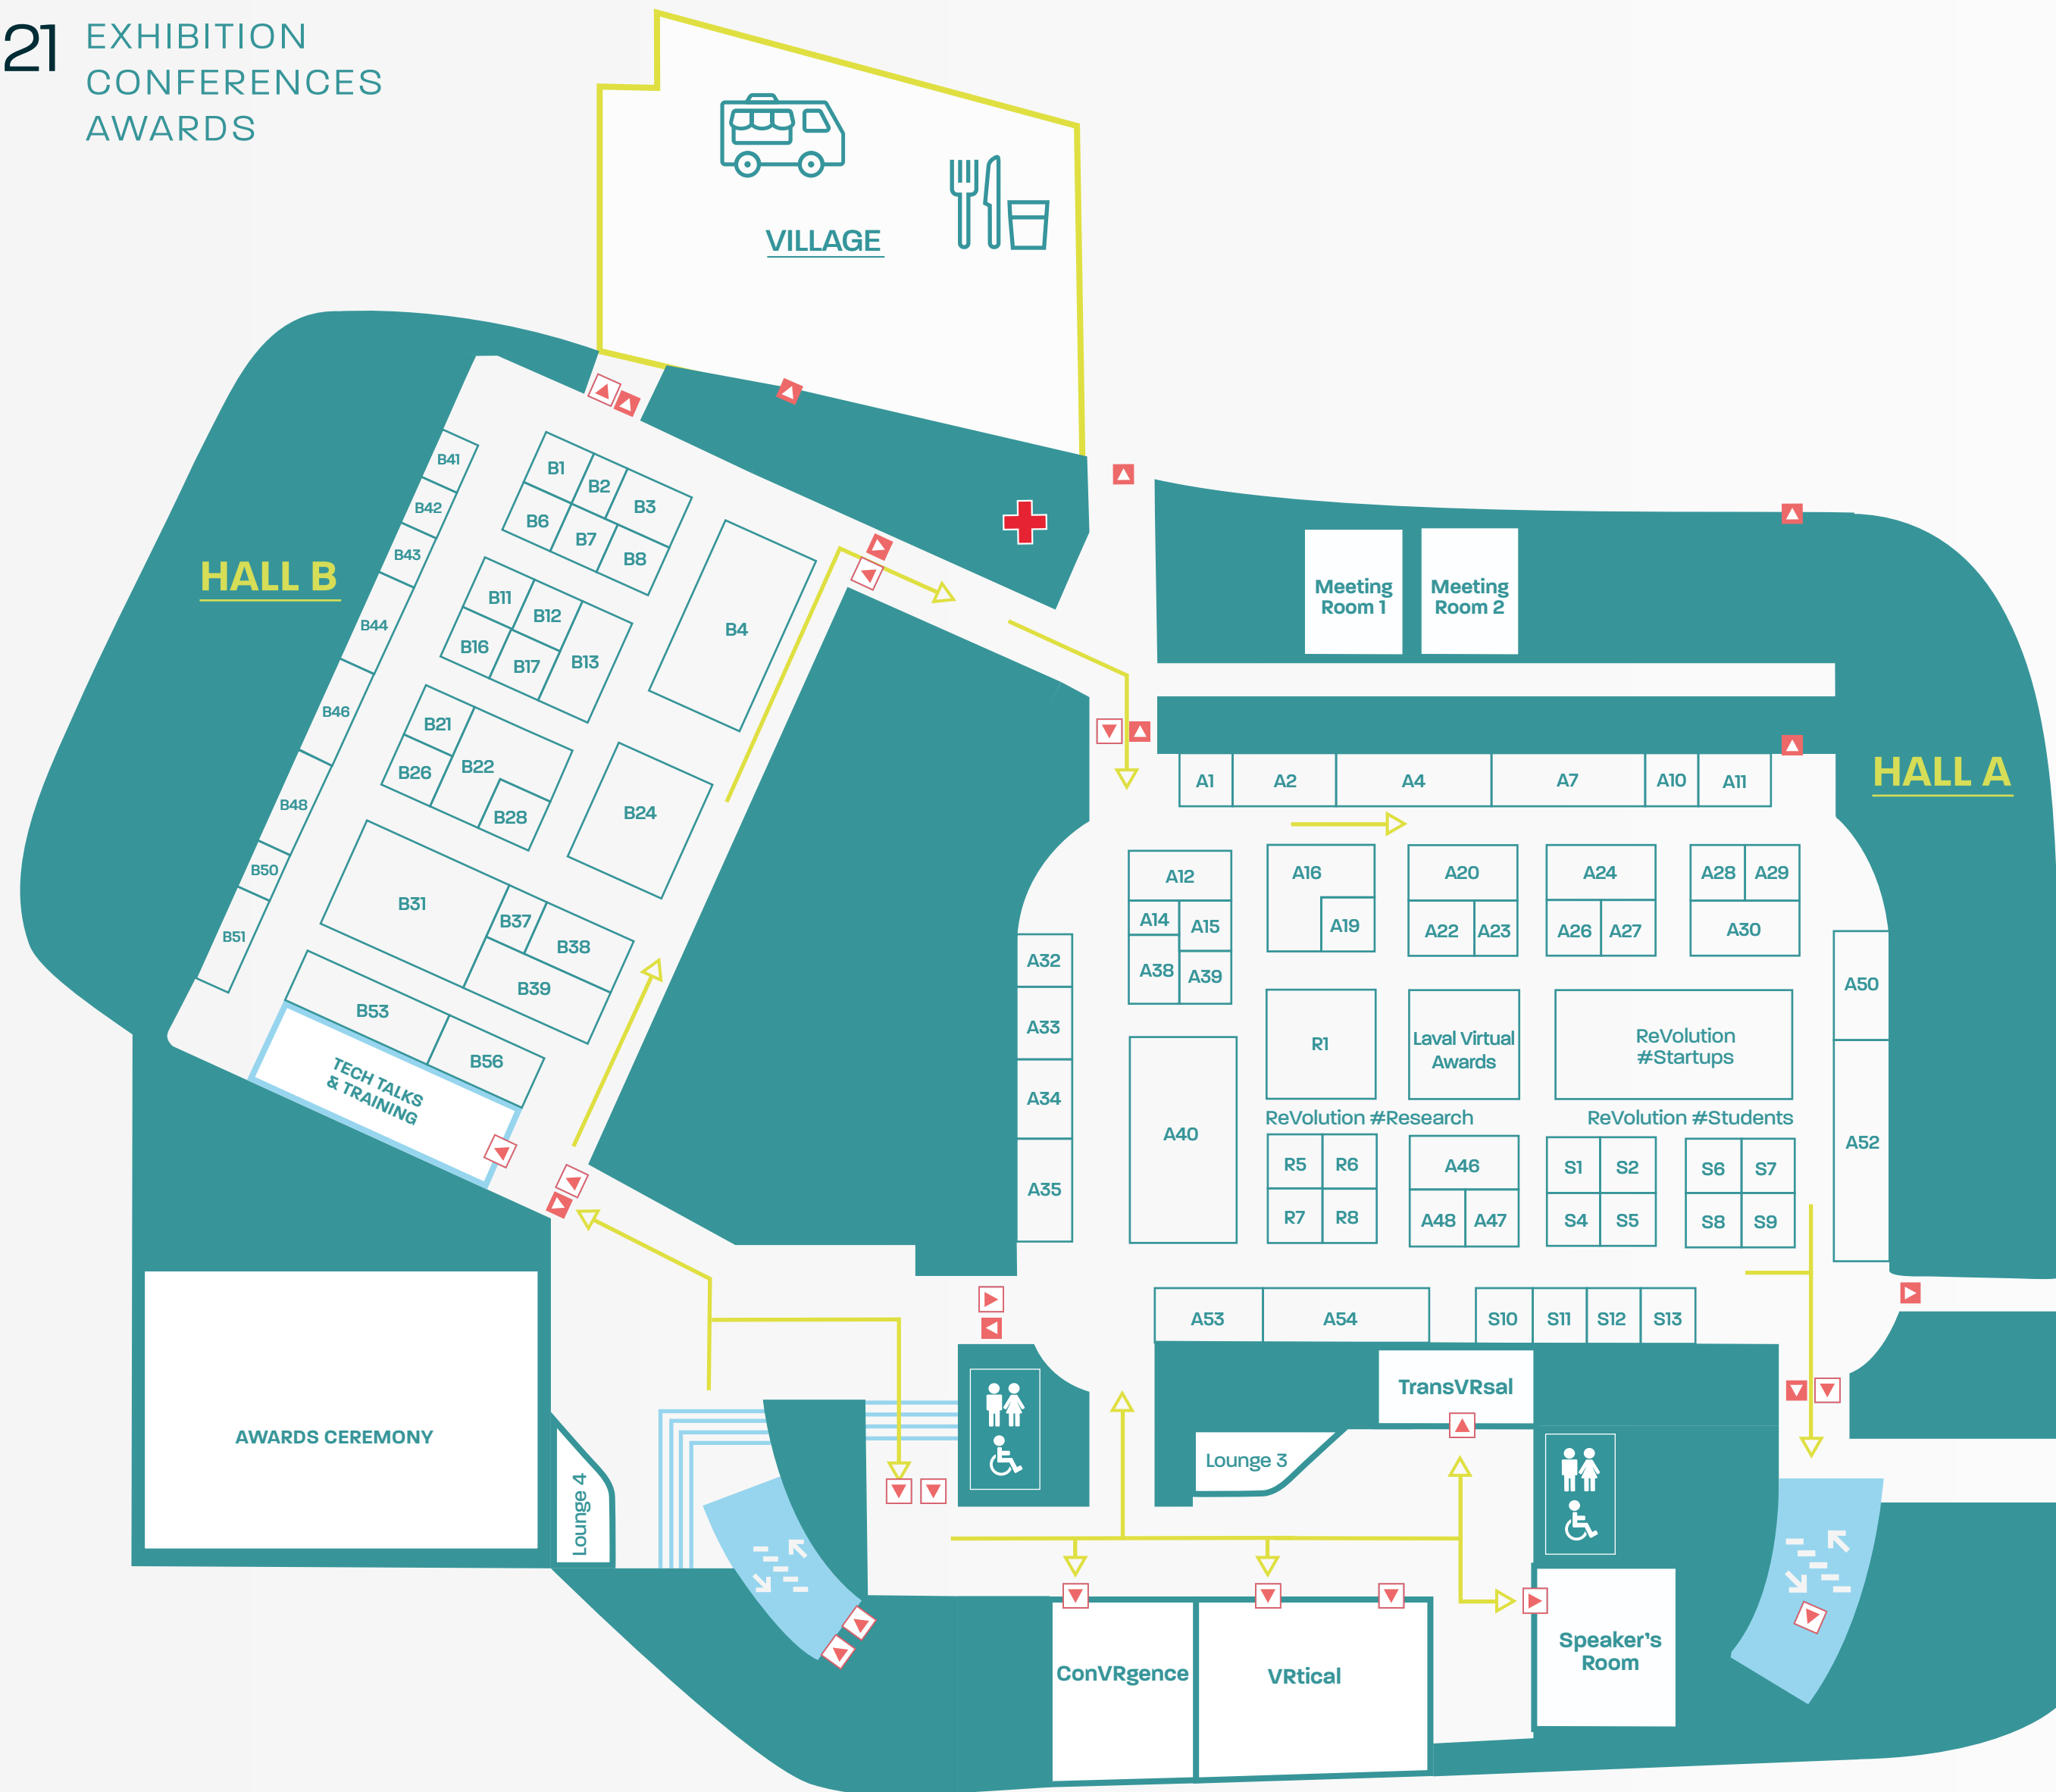 21
EXHIBITION
CONFERENCES
AWARDS
VILLAGE
HALL B
B41
B42
B43
B44
B46
B48
B50
B51
B1
B2
B3
B6
B7
B8
B4
B11
B12
B13
B16
B17
B21
B22
B26
B28
B24
B31
B37
B38
B39
B53
B56
TECH TALKS
& TRAINING
Meeting
Room 1
Meeting
Room 2
HALL A
A1
A2
A4
A7
A10
A11
A12
A14
A15
A38
A39
A16
A19
A20
A22
A23
A24
A26
A27
A28
A29
A30
A32
A33
A34
A35
A40
A50
A52
R1
Laval Virtual
Awards
ReVolution
#Startups
ReVolution #Research
ReVolution #Students
R5
R6
R7
R8
A46
A48
A47
S1
S2
S4
S5
S6
S7
S8
S9
A53
A54
S10
S11
S12
S13
TransVRsal
Lounge 3
AWARDS CEREMONY
Lounge 4
ConVRgence
VRtical
Speaker's
Room